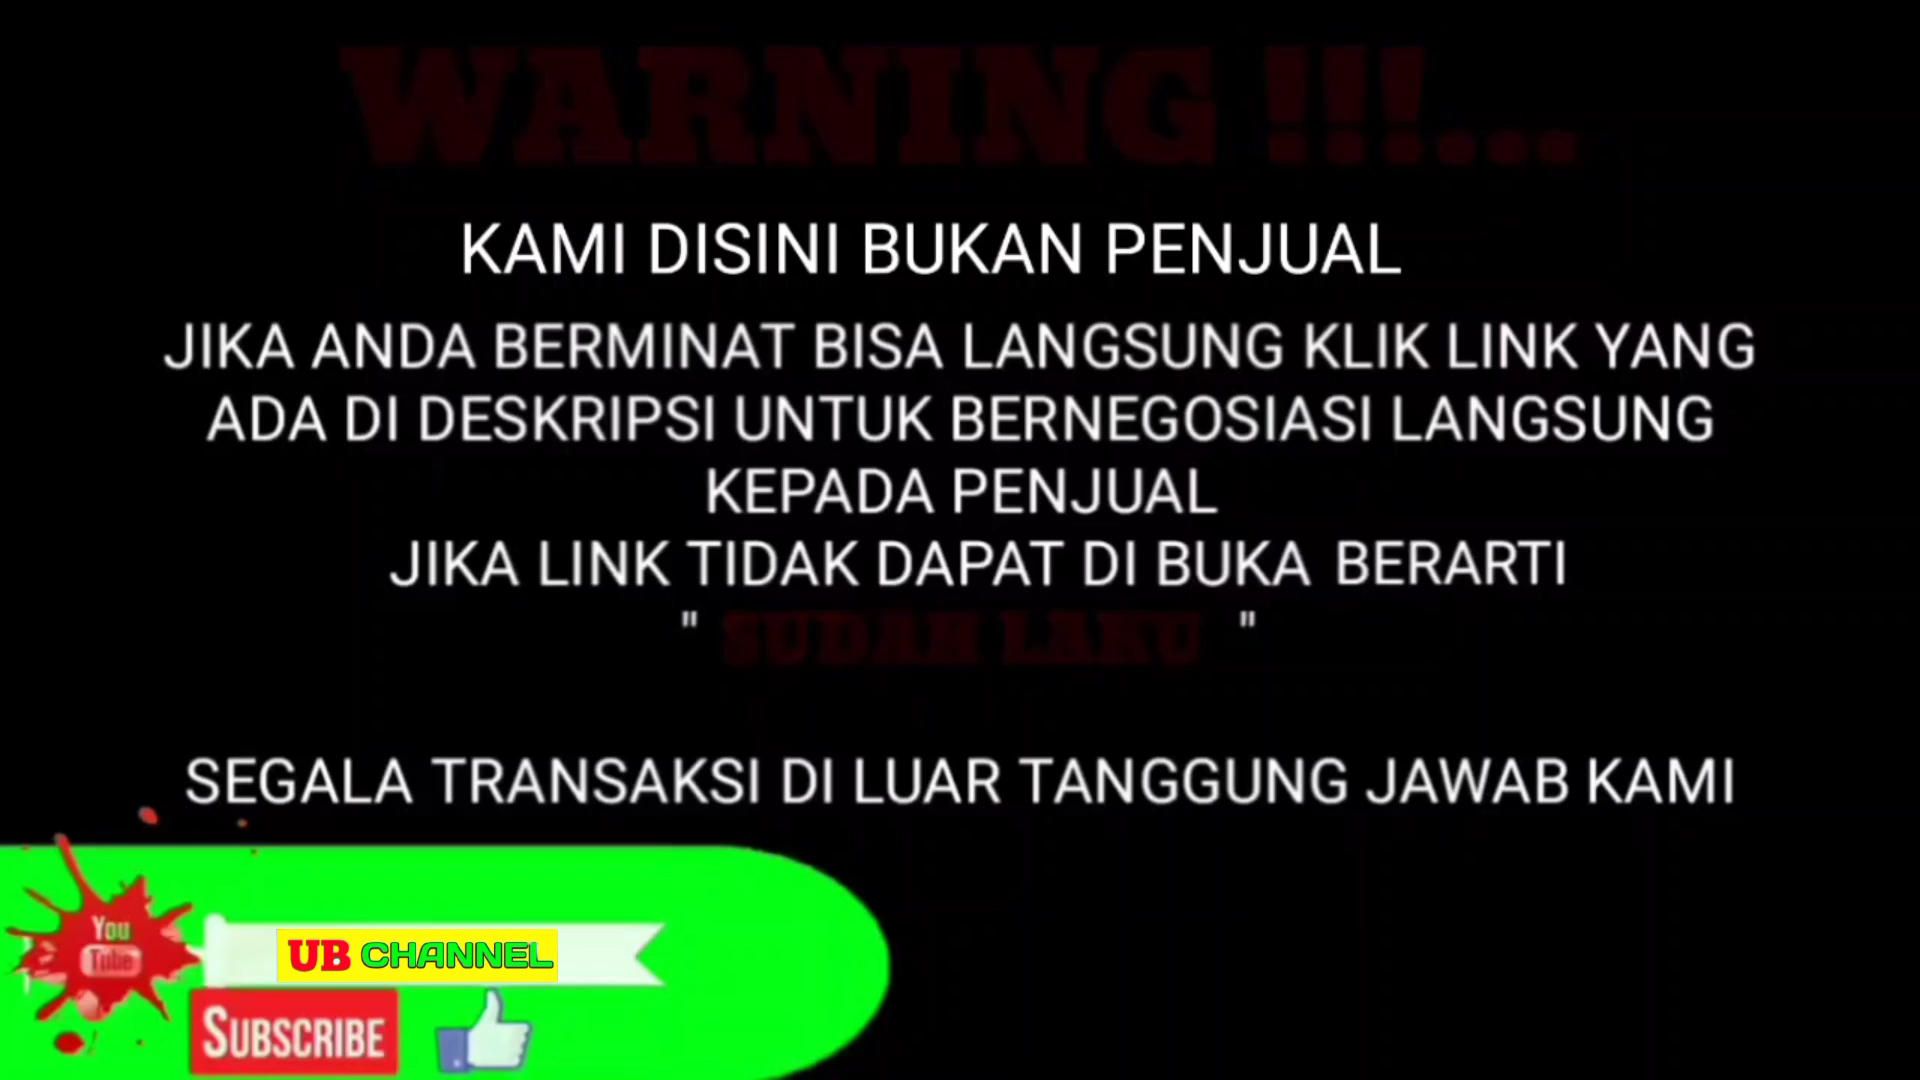 WARNING !!!...
KAMI DISINI BUKAN PENJUAL
JIKA ANDA BERMINAT BISA LANGSUNG KLIK LINK YANG
ADA DI DESKRIPSI UNTUK BERNEGOSIASI LANGSUNG
KEPADA PENJUAL
JIKA LINK TIDAK DAPAT DI BUKA BERARTI
" SUDAH LAKU "
SEGALA TRANSAKSI DI LUAR TANGGUNG JAWAB KAMI
You
Tube
UB CHANNEL
SUBSCRIBE